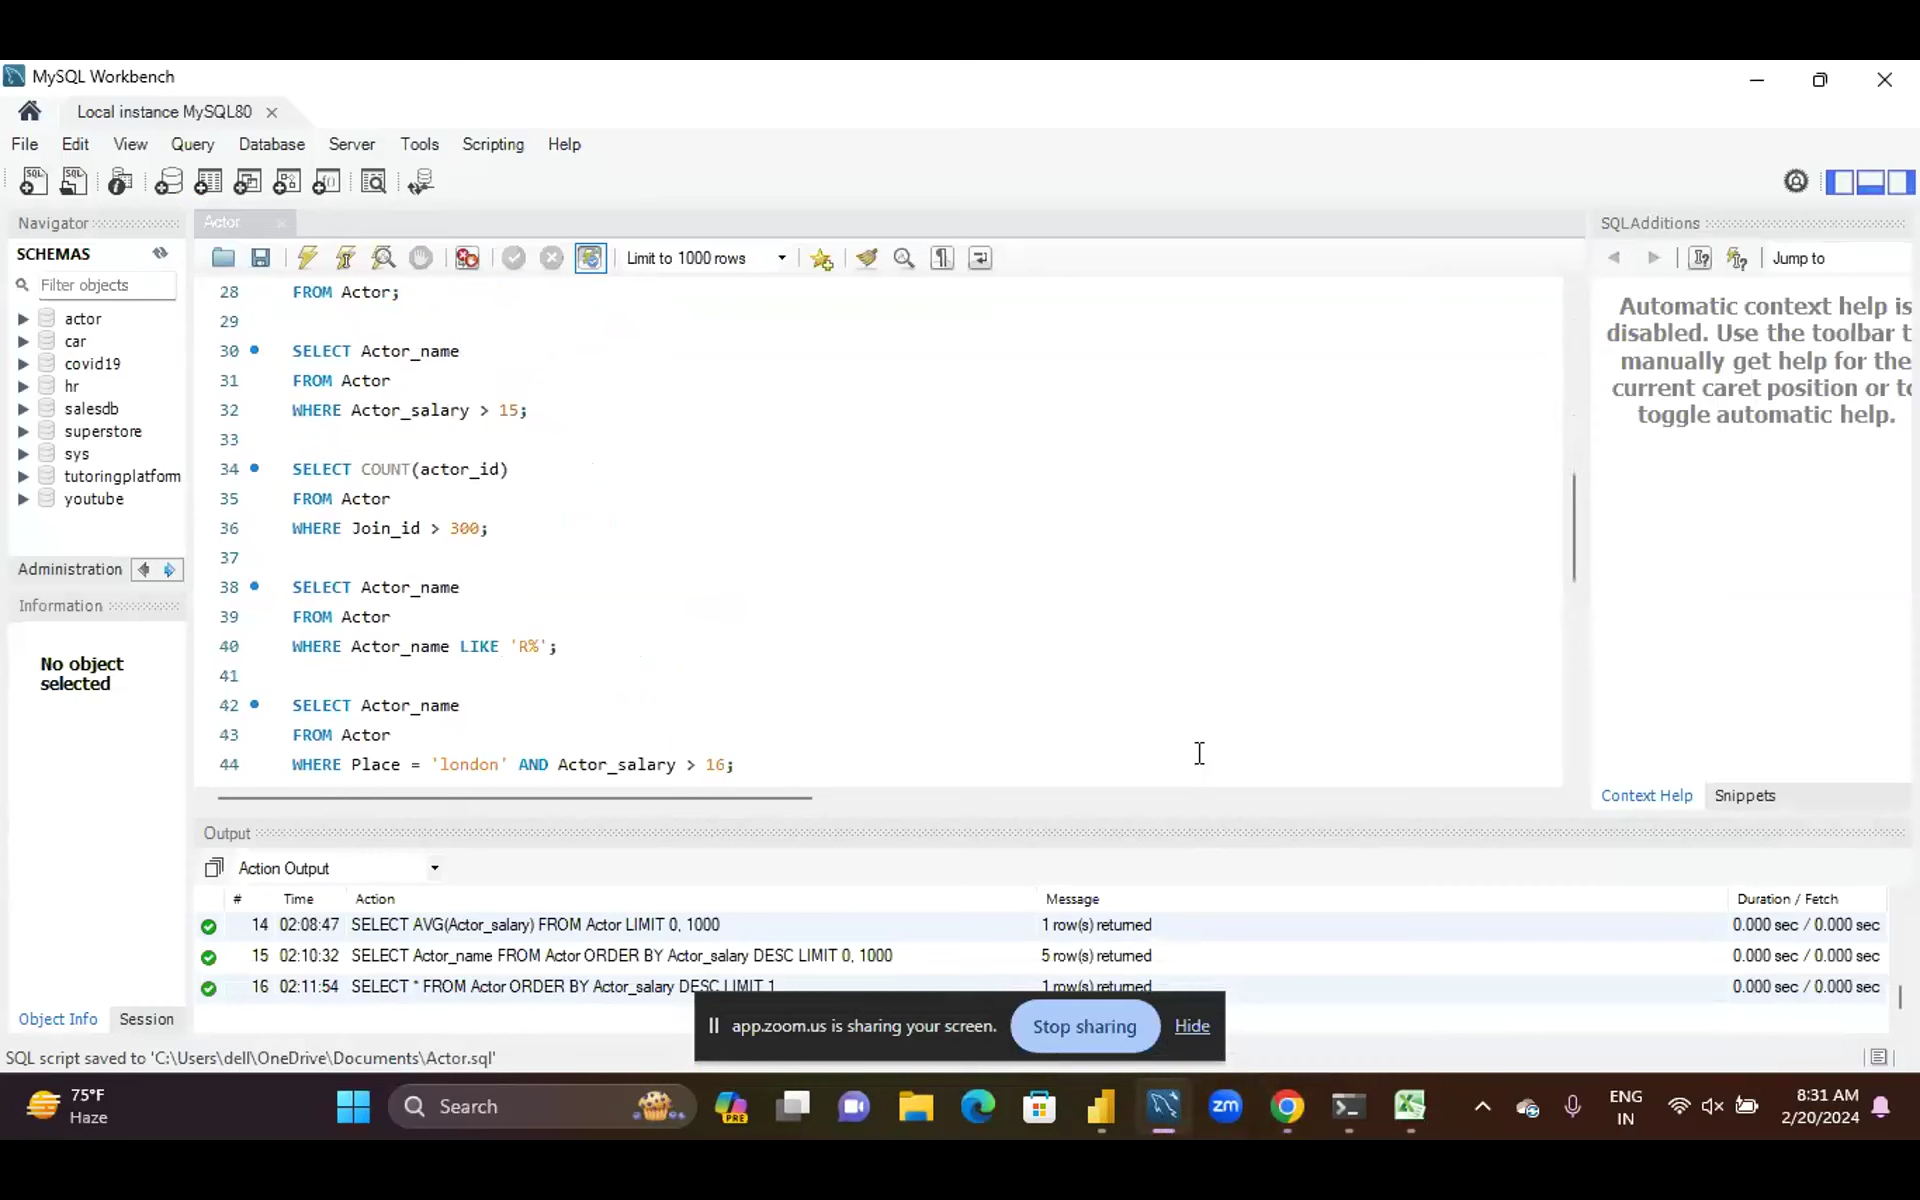 MySQL Workbench
Local instance MySQL80
File Edit View Query Database Server Tools Scripting Help
Navigator
Actor
SQLAdditions
SCHEMAS
Limit to 1000 rows
Jump to
Filter objects
actor
car
covid19
hr
salesdb
superstore
sys
tutoringplatform
youtube
Administration
Information
No object
selected
28 FROM Actor;
29
30 SELECT Actor_name
31 FROM Actor
32 WHERE Actor_salary > 15;
33
34 SELECT COUNT(actor_id)
35 FROM Actor
36 WHERE Join_id > 300;
37
38 SELECT Actor_name
39 FROM Actor
40 WHERE Actor_name LIKE 'R%';
41
42 SELECT Actor_name
43 FROM Actor
44 WHERE Place = 'london' AND Actor_salary > 16;
Automatic context help is
disabled. Use the toolbar t
manually get help for the
current caret position or to
toggle automatic help.
Context Help Snippets
Output
Action Output
# Time Action Message Duration / Fetch
14 02:08:47 SELECT AVG(Actor_salary) FROM Actor LIMIT 0, 1000 1 row(s) returned 0.000 sec / 0.000 sec
15 02:10:32 SELECT Actor_name FROM Actor ORDER BY Actor_salary DESC LIMIT 0, 1000 5 row(s) returned 0.000 sec / 0.000 sec
16 02:11:54 SELECT * FROM Actor ORDER BY Actor_salary DESC LIMIT 1 1 row(s) returned 0.000 sec / 0.000 sec
Object Info Session
app.zoom.us is sharing your screen. Stop sharing Hide
SQL script saved to 'C:\Users\dell\OneDrive\Documents\Actor.sql'
75°F
Haze
Search
PRE
zm
ENG
IN
8:31 AM
2/20/2024